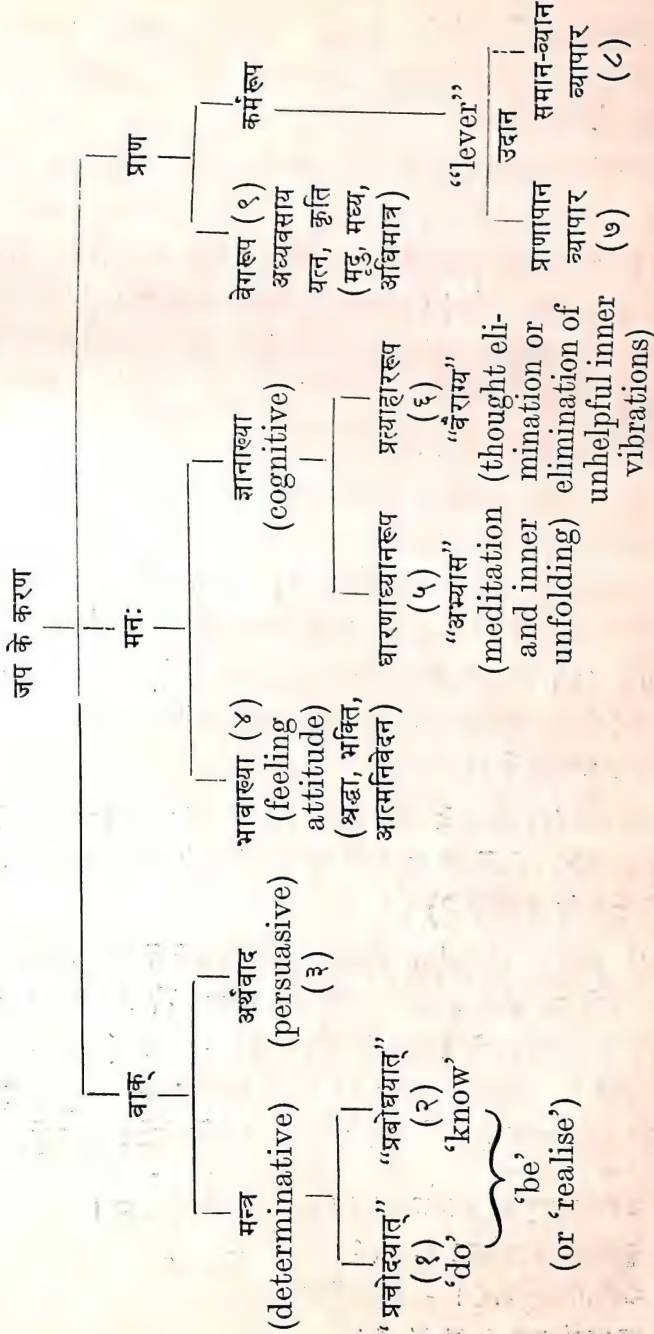 जप के करण
वाक्
मनः
प्राण
मन्त्र
(determinative)
अर्थवाद
(persuasive)
(३)
भावाख्या (४)
(feeling
attitude)
(श्रद्धा, भक्ति,
आत्मनिवेदन)
ज्ञानाख्या
(cognitive)
वेगरूप (९)
अध्यवसाय
यत्न, कृति
(मृदु, मध्य,
अधिमात्र)
कर्मरूप
“प्रचोदयात्”
(१)
‘do’
“प्रबोधयात्”
(२)
‘know’
‘be’
(or ‘realise’)
धारणाध्यानरूप
(५)
“अभ्यास”
(meditation
and inner
unfolding)
प्रत्याहाररूप
(६)
“वैराग्य”
(thought eli-
mination or
elimination of
unhelpful inner
vibrations)
“lever”
प्राणापान
व्यापार
(७)
उदान
समान-व्यान
व्यापार
(८)